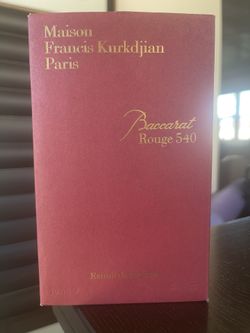 Maison
Francis Kurkdjian
Paris
Baccarat
Rouge 540